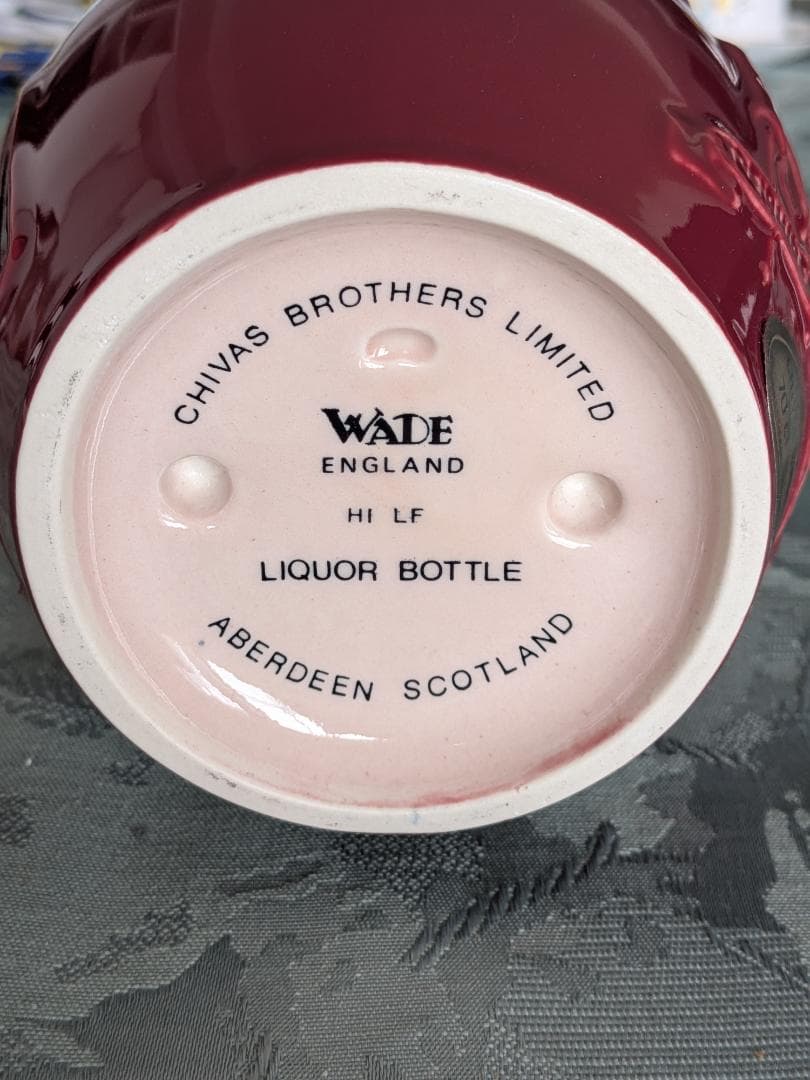 CHIVAS BROTHERS LIMITED
WADE
ENGLAND
HI LF
LIQUOR BOTTLE
ABERDEEN SCOTLAND